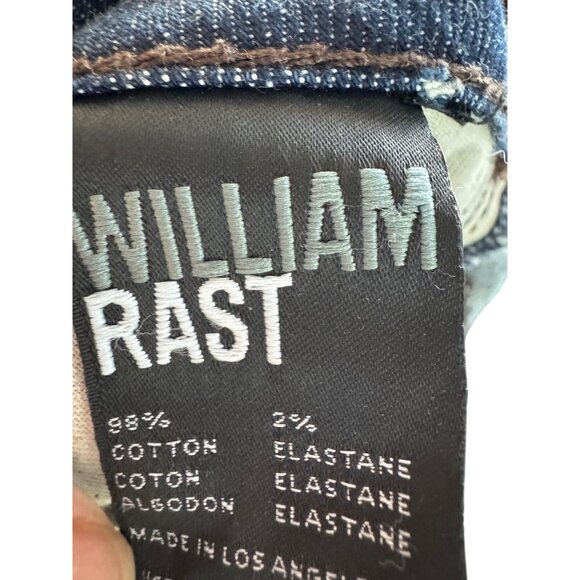 WILLIAM
RAST
98% 2%
COTTON ELASTANE
COTON ELASTANE
ALGODON ELASTANE
MADE IN LOS ANGELES